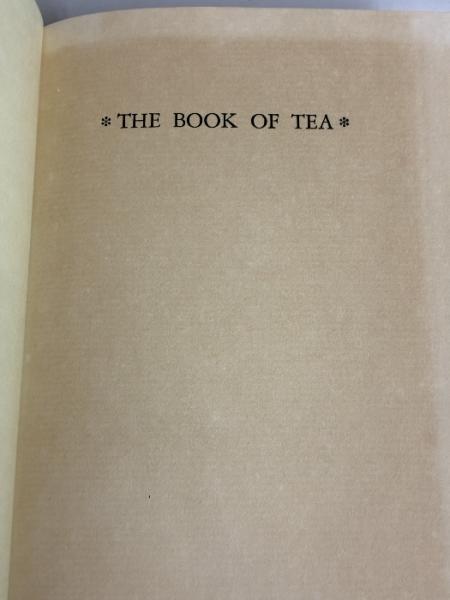 ❄ THE BOOK OF TEA ❄